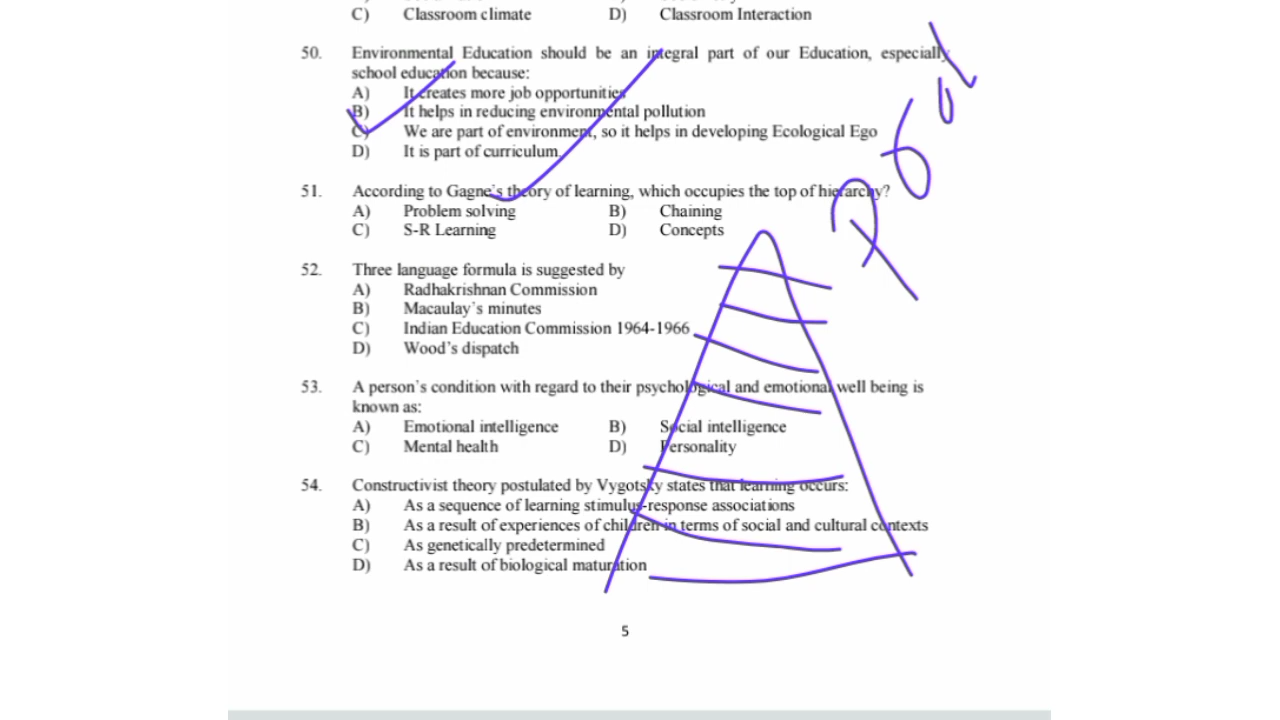 C) Classroom climate D) Classroom Interaction
50. Environmental Education should be an integral part of our Education, especially
school education because:
A) It creates more job opportunities
B) It helps in reducing environmental pollution
C) We are part of environment, so it helps in developing Ecological Ego
D) It is part of curriculum.
51. According to Gagne's theory of learning, which occupies the top of hierarchy?
A) Problem solving B) Chaining
C) S-R Learning D) Concepts
52. Three language formula is suggested by
A) Radhakrishnan Commission
B) Macaulay's minutes
C) Indian Education Commission 1964-1966
D) Wood's dispatch
53. A person's condition with regard to their psychological and emotional well being is
known as:
A) Emotional intelligence B) Social intelligence
C) Mental health D) Personality
54. Constructivist theory postulated by Vygotsky states that learning occurs:
A) As a sequence of learning stimulus-response associations
B) As a result of experiences of children in terms of social and cultural contexts
C) As genetically predetermined
D) As a result of biological maturation
5